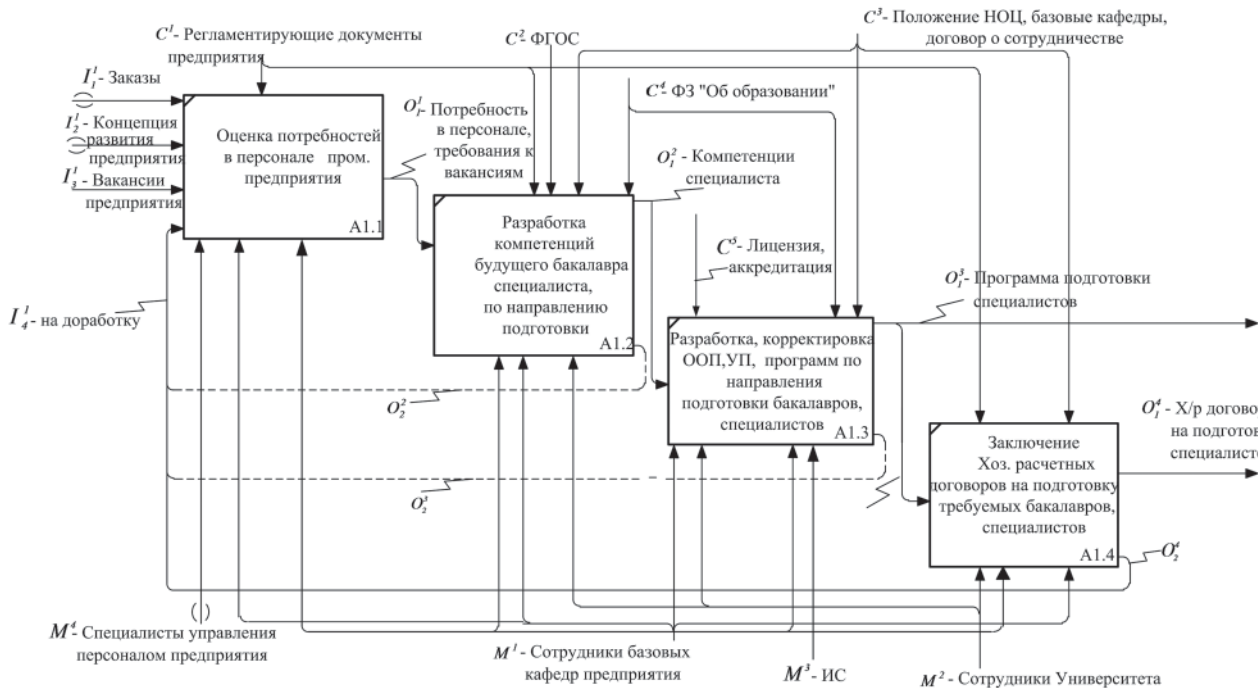 C¹- Регламентирующие документы
предприятия
C²- ФГОС
C³- Положение НОЦ, базовые кафедры,
договор о сотрудничестве
I¹₁- Заказы
I¹₂- Концепция
развития
предприятия
I¹₃- Вакансии
предприятия
Оценка потребностей
в персонале пром.
предприятия
A1.1
O¹₁- Потребность
в персонале,
требования к
вакансиям
C⁴- ФЗ "Об образовании"
O²₁ - Компетенции
специалиста
Разработка
компетенций
будущего бакалавра
специалиста,
по направлению
подготовки
A1.2
C⁵- Лицензия,
аккредитация
O³₁- Программа подготовки
специалистов
I¹₄- на доработку
Разработка, корректировка
ООП,УП, программ по
направления
подготовки бакалавров,
специалистов
A1.3
O²₂
O³₂
O⁴₁ - Х/р догово
на подготов
специалист
Заключение
Хоз. расчетных
договоров на подготовку
требуемых бакалавров,
специалистов
A1.4
O⁴₂
M⁴- Специалисты управления
персоналом предприятия
M¹- Сотрудники базовых
кафедр предприятия
M³- ИС
M²- Сотрудники Университета